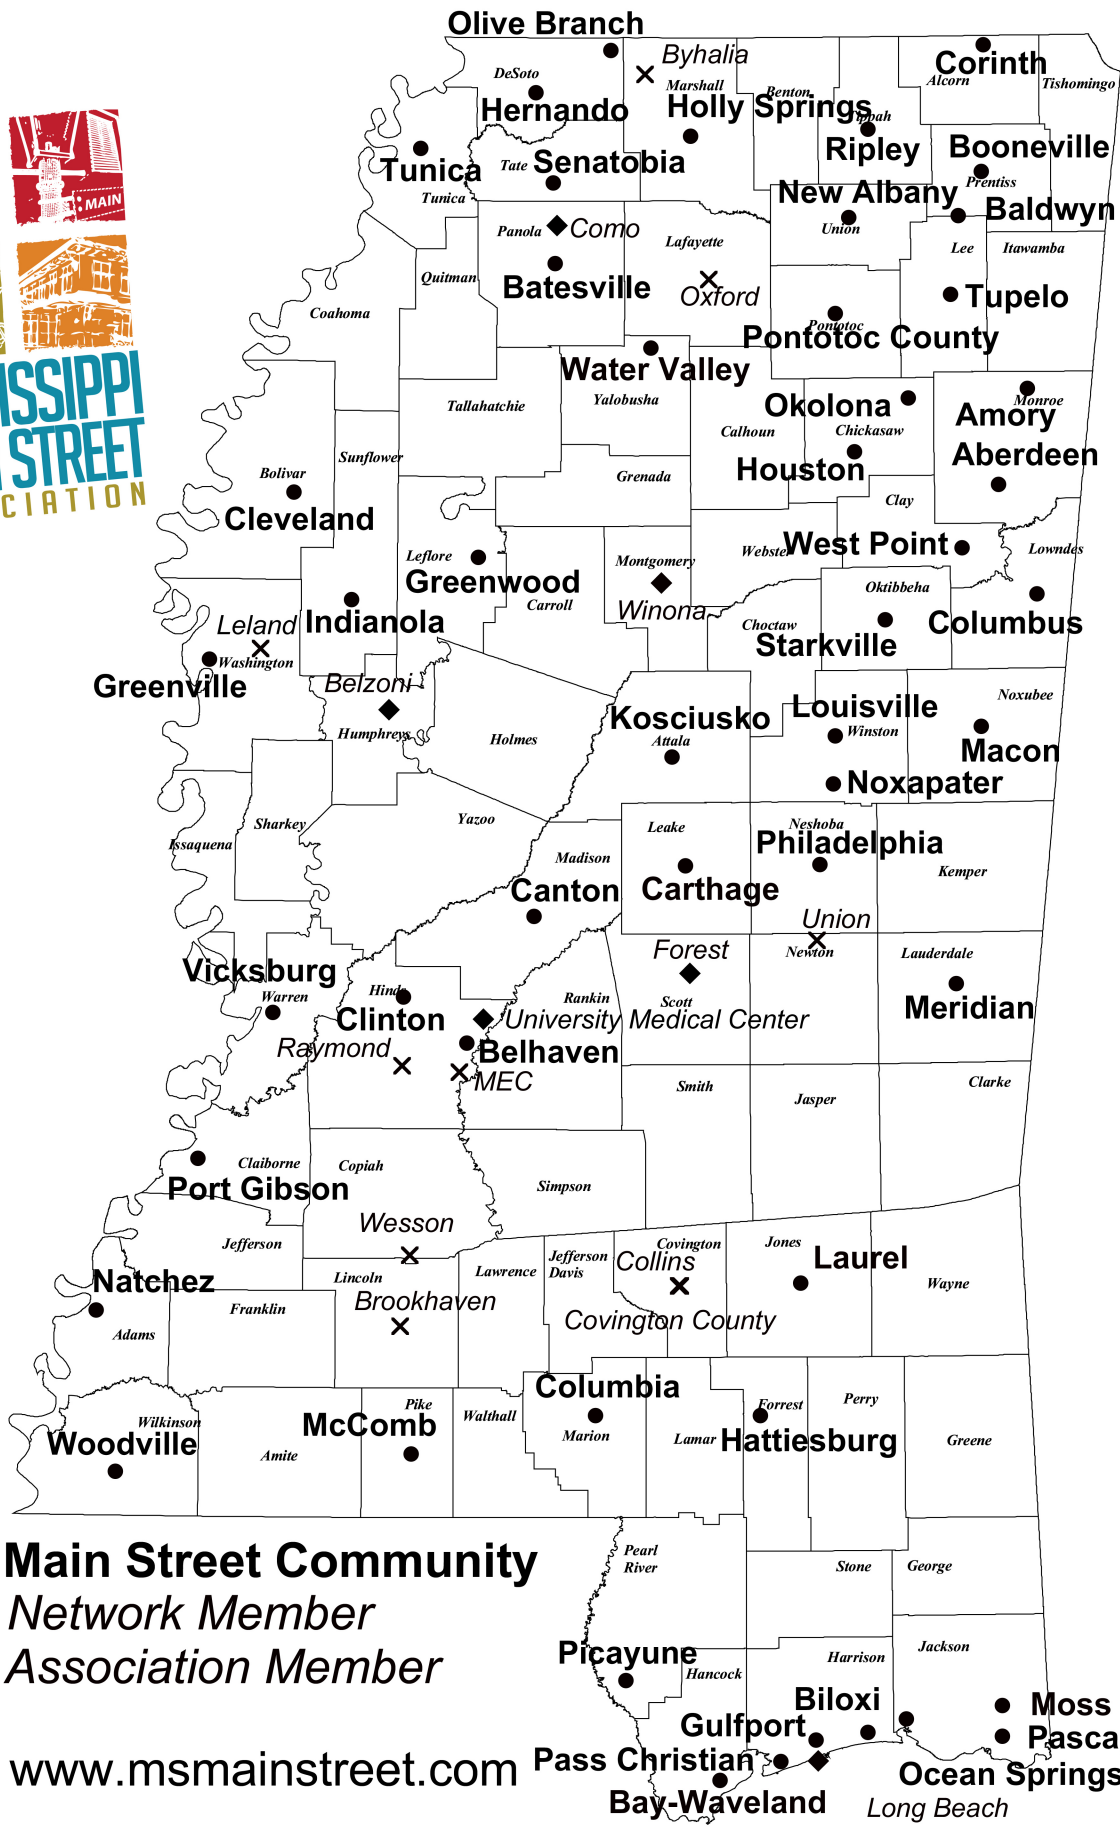 Olive Branch
Byhalia
Corinth
DeSoto
Marshall
Benton
Alcorn
Tishomingo
Hernando
Holly Springs
Tippah
Ripley
Booneville
Tunica
Tate
Senatobia
Prentiss
Tunica
New Albany
Baldwyn
MAIN
Panola
Como
Union
Lafayette
Lee
Itawamba
Quitman
Batesville
Oxford
Tupelo
Coahoma
Pontotoc
Pontotoc County
Water Valley
ISSIPPI
STREET
CIATION
Tallahatchie
Yalobusha
Okolona
Monroe
Amory
Calhoun
Chickasaw
Sunflower
Aberdeen
Bolivar
Grenada
Houston
Clay
Cleveland
Leflore
Montgomery
Webster
West Point
Lowndes
Greenwood
Oktibbeha
Carroll
Winona
Leland
Indianola
Choctaw
Columbus
Starkville
Washington
Greenville
Belzoni
Noxubee
Kosciusko
Louisville
Humphreys
Holmes
Attala
Winston
Macon
Noxapater
Sharkey
Yazoo
Leake
Neshoba
Issaquena
Philadelphia
Madison
Kemper
Canton
Carthage
Union
Forest
Newton
Lauderdale
Vicksburg
Warren
Hinds
Rankin
Scott
Meridian
Clinton
University Medical Center
Raymond
Belhaven
MEC
Smith
Jasper
Clarke
Claiborne
Copiah
Port Gibson
Simpson
Wesson
Jefferson
Covington
Jones
Laurel
Jefferson
Davis
Collins
Natchez
Lincoln
Lawrence
Wayne
Franklin
Brookhaven
Covington County
Adams
Columbia
Pike
Walthall
Forrest
Perry
Wilkinson
McComb
Woodville
Amite
Marion
Lamar
Hattiesburg
Greene
Main Street Community
Pearl
River
Stone
George
Network Member
Association Member
Picayune
Hancock
Harrison
Jackson
Biloxi
Moss
Gulfport
Pasca
www.msmainstreet.com
Pass Christian
Ocean Springs
Bay-Waveland
Long Beach